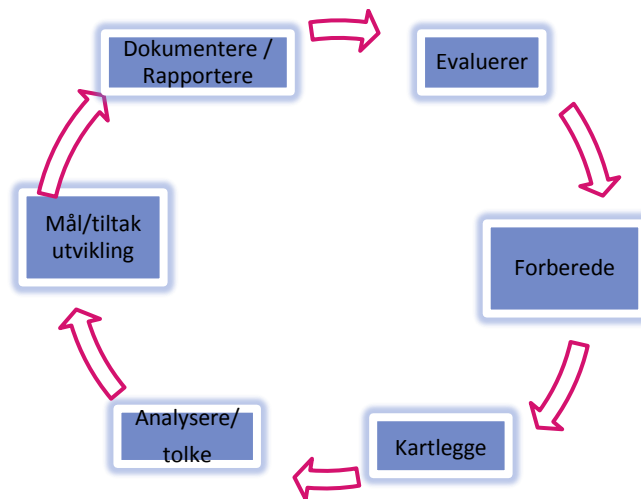 Dokumentere /
Rapportere
Evaluerer
Forberede
Kartlegge
Analysere/
tolke
Mål/tiltak
utvikling